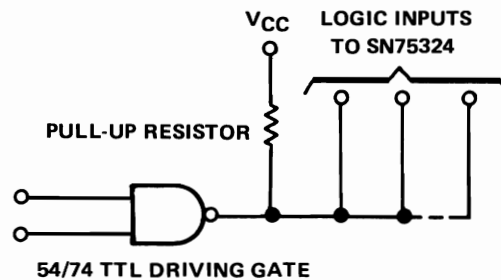 VCC
LOGIC INPUTS
TO SN75324
PULL-UP RESISTOR
54/74 TTL DRIVING GATE